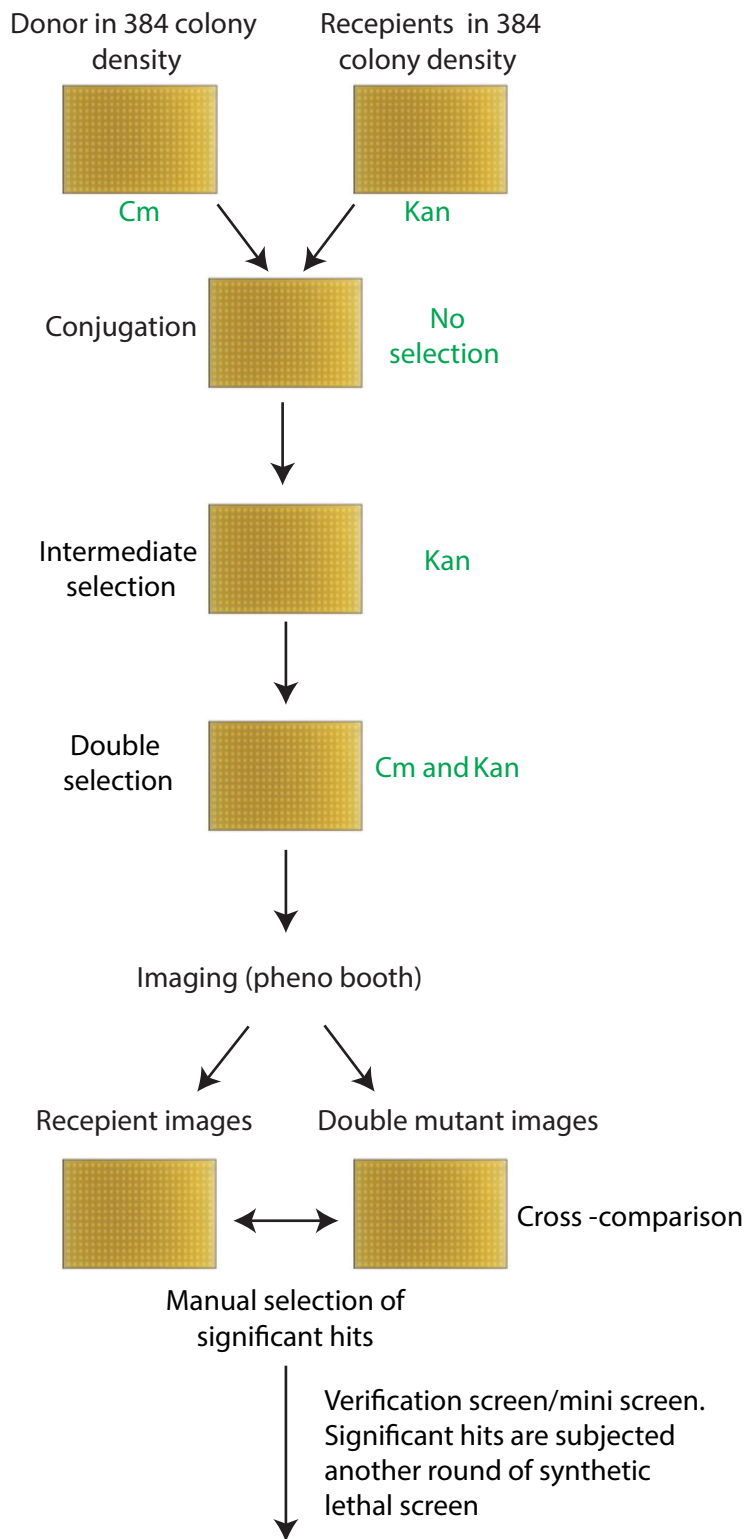 Donor in 384 colony
density
Recepients in 384
colony density
Cm
Kan
Conjugation
No
selection
Intermediate
selection
Kan
Double
selection
Cm and Kan
Imaging (pheno booth)
Recepient images
Double mutant images
Cross -comparison
Manual selection of
significant hits
Verification screen/mini screen.
Significant hits are subjected
another round of synthetic
lethal screen